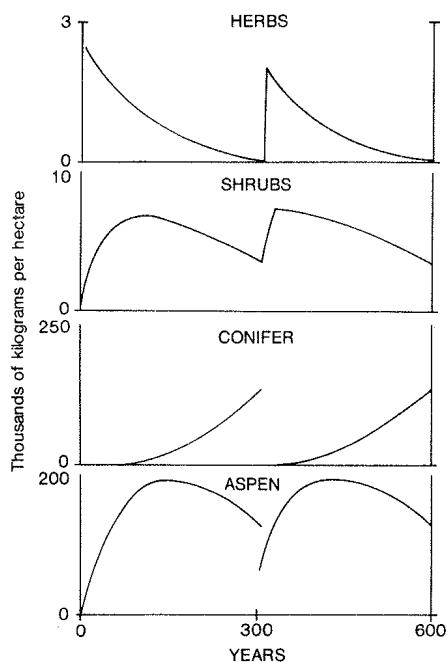 HERBS
3
0
SHRUBS
10
0
CONIFER
250
0
ASPEN
200
0
0 300 600
YEARS
Thousands of kilograms per hectare